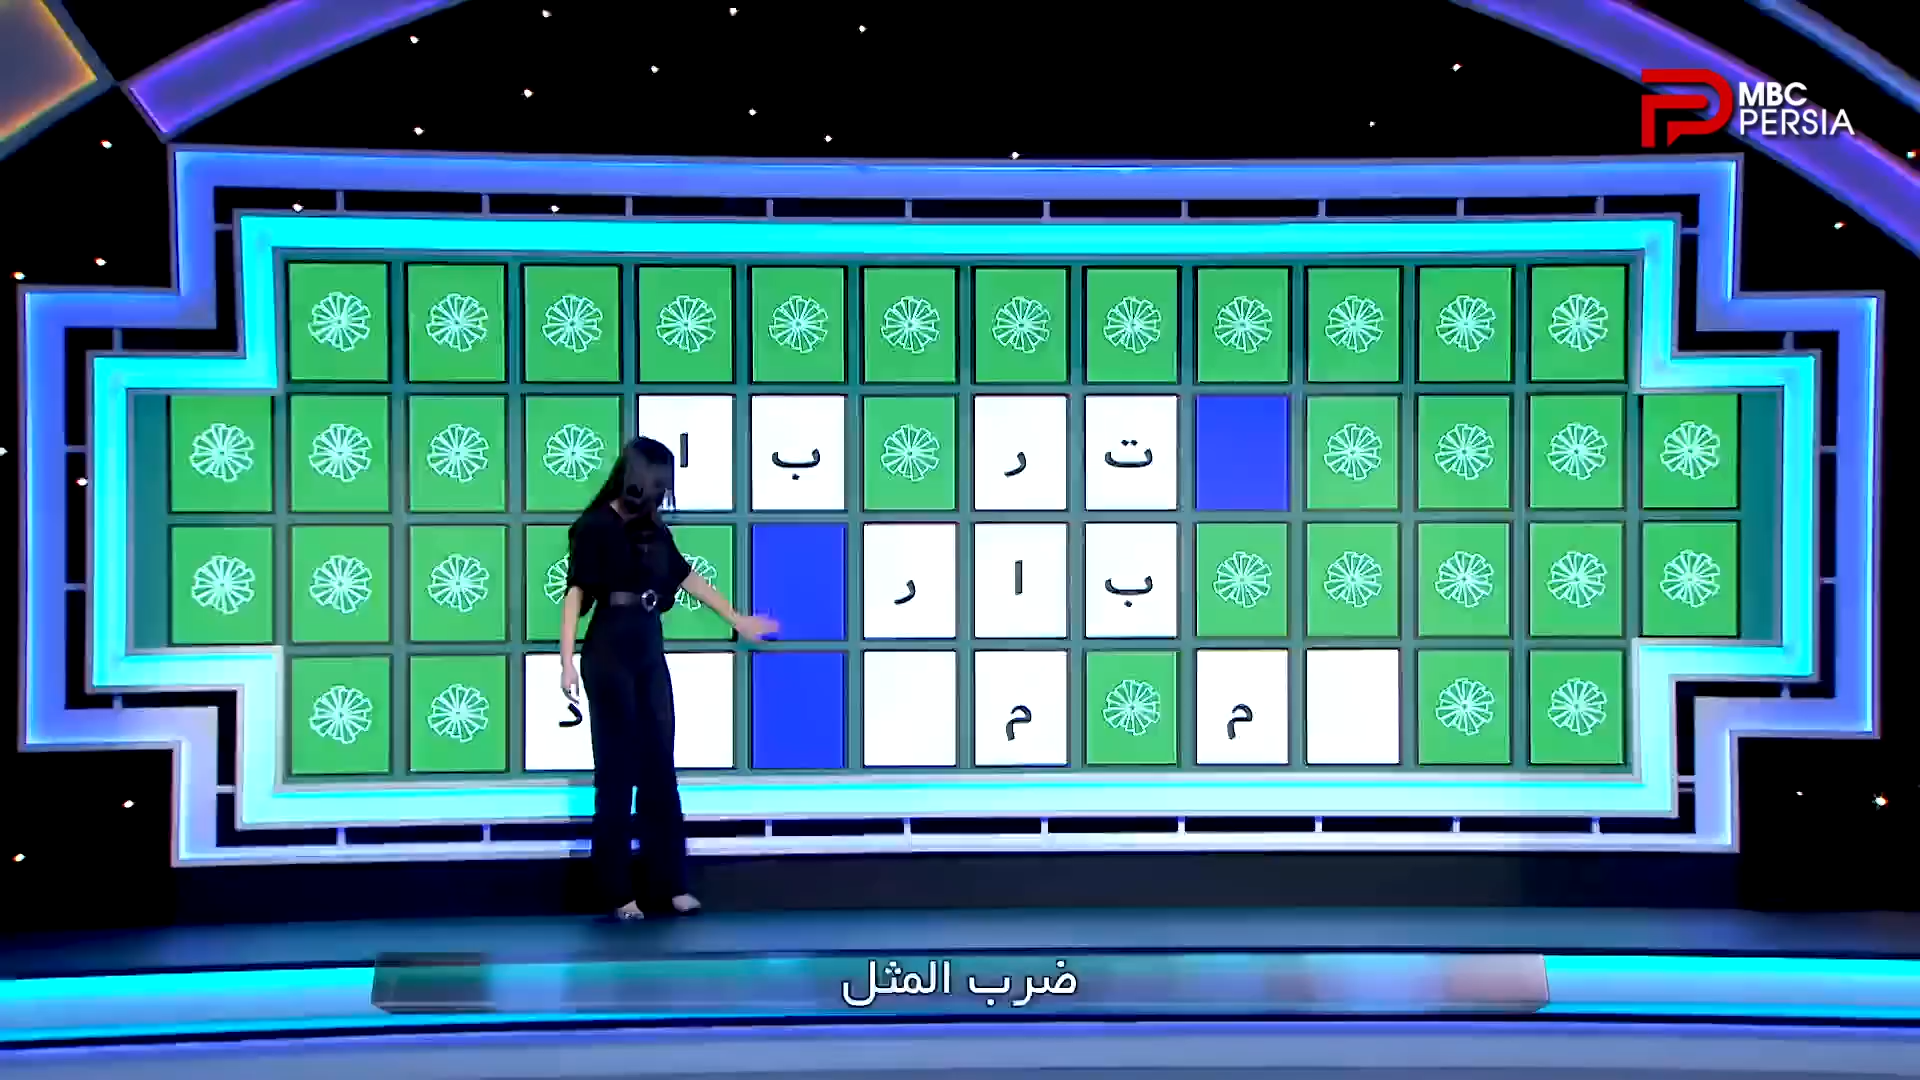 MBC
PERSIA
ت ر ب ا
ب ا ر
م م د
ضرب المثل